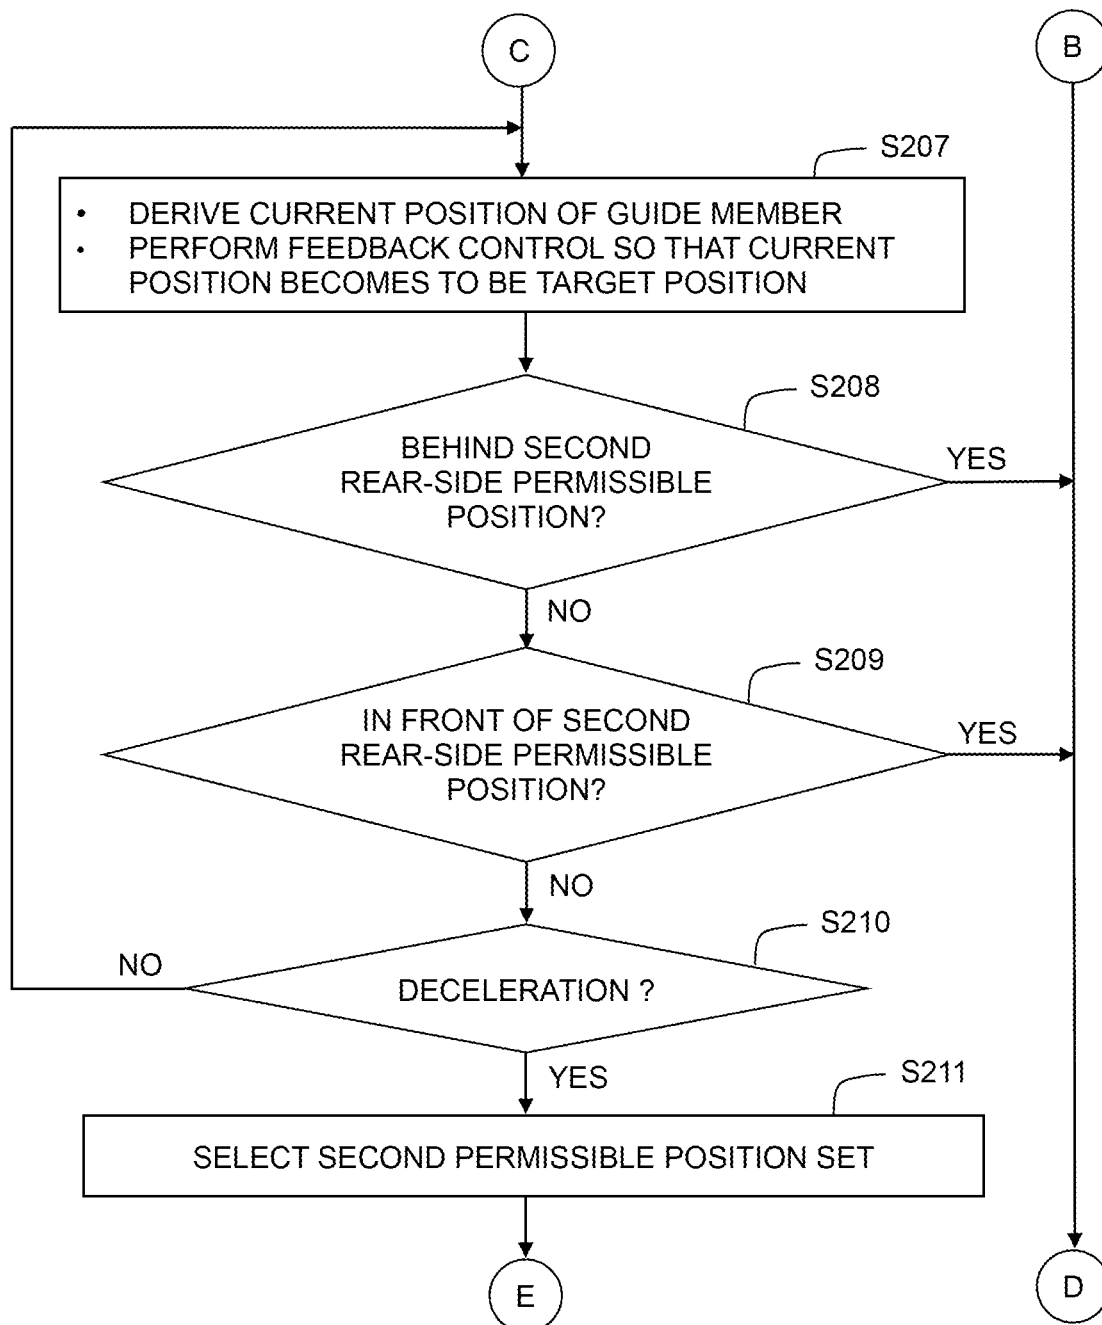 C
B
S207
• DERIVE CURRENT POSITION OF GUIDE MEMBER
• PERFORM FEEDBACK CONTROL SO THAT CURRENT
POSITION BECOMES TO BE TARGET POSITION
S208
BEHIND SECOND
REAR-SIDE PERMISSIBLE
POSITION?
YES
NO
S209
IN FRONT OF SECOND
REAR-SIDE PERMISSIBLE
POSITION?
YES
NO
S210
NO
DECELERATION ?
YES
S211
SELECT SECOND PERMISSIBLE POSITION SET
E
D